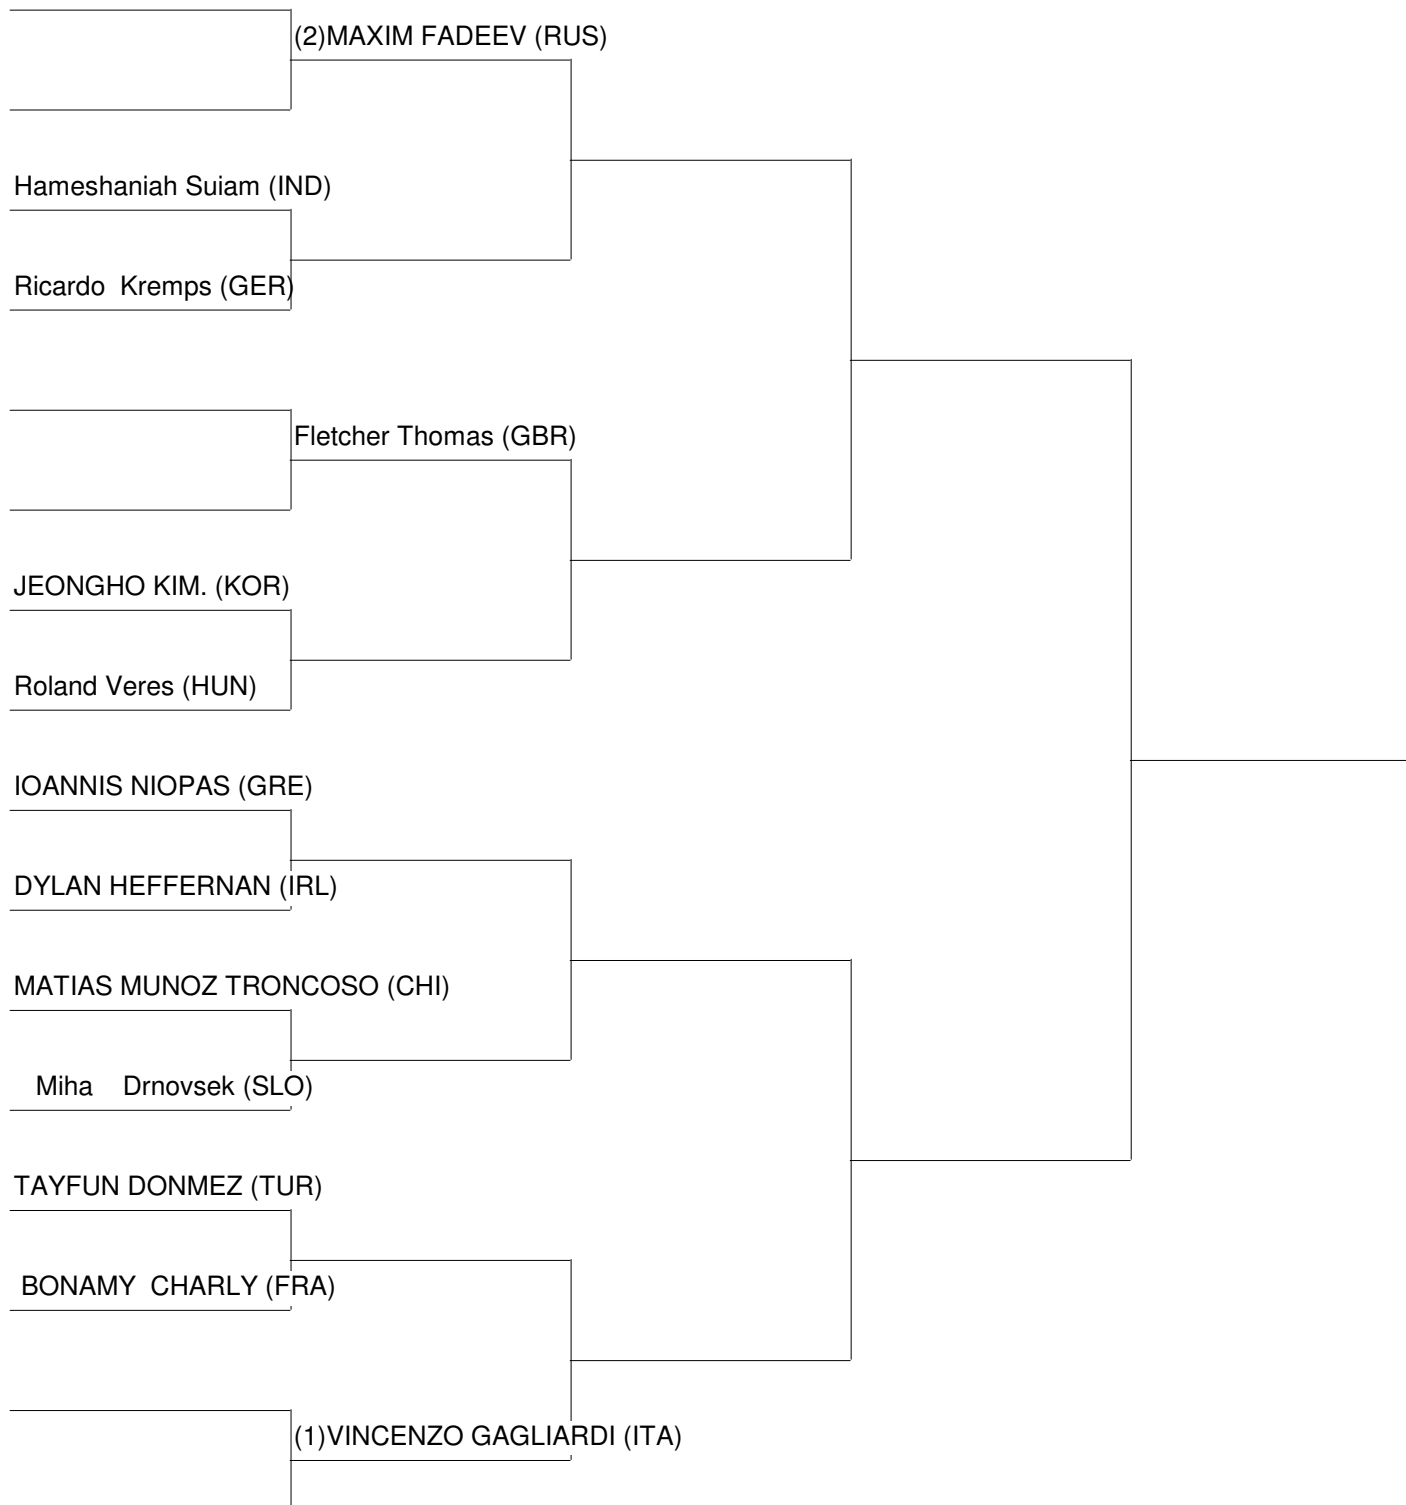 (2)MAXIM FADEEV (RUS)
Hameshaniah Suiam (IND)
Ricardo  Kremps (GER)
Fletcher Thomas (GBR)
JEONGHO KIM. (KOR)
Roland Veres (HUN)
IOANNIS NIOPAS (GRE)
DYLAN HEFFERNAN (IRL)
MATIAS MUNOZ TRONCOSO (CHI)
Miha    Drnovsek (SLO)
TAYFUN DONMEZ (TUR)
BONAMY  CHARLY (FRA)
(1)VINCENZO GAGLIARDI (ITA)